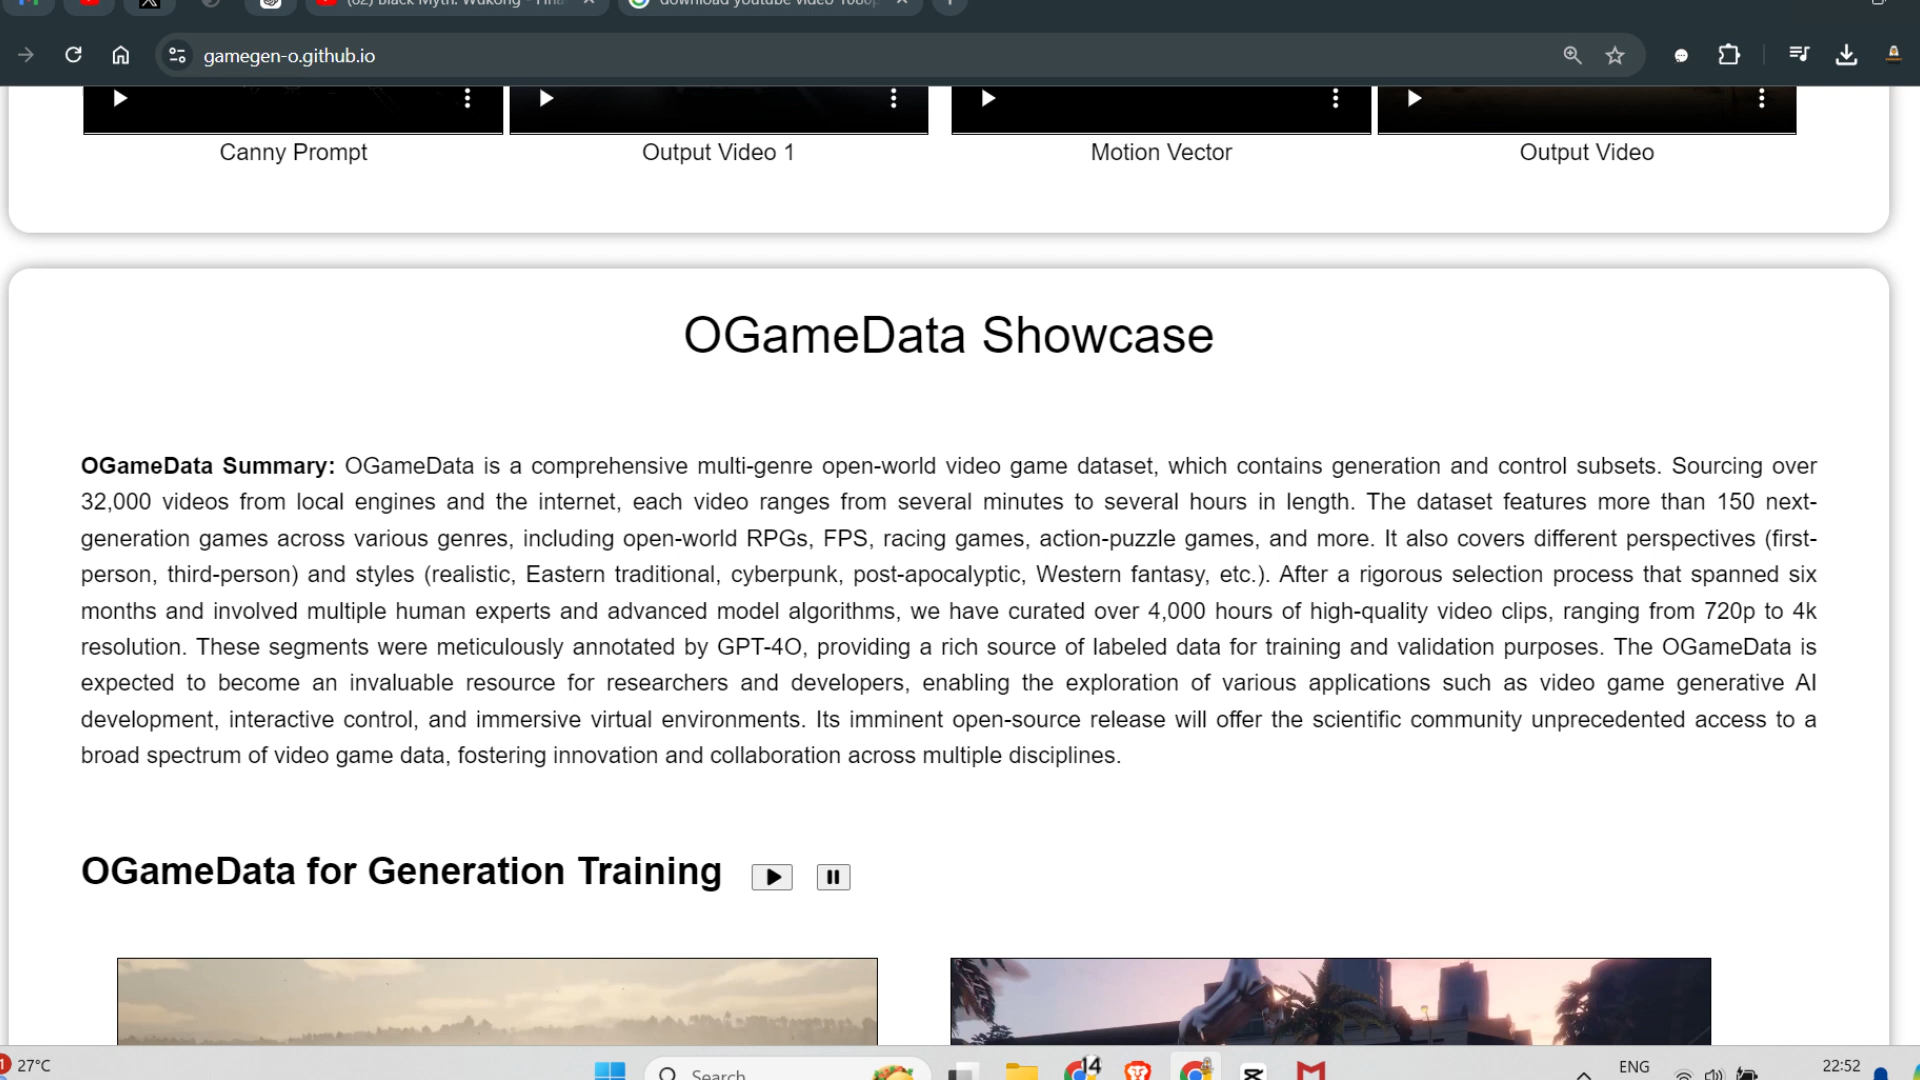 gamegen-o.github.io
Canny Prompt
Output Video 1
Motion Vector
Output Video
OGameData Showcase
OGameData Summary: OGameData is a comprehensive multi-genre open-world video game dataset, which contains generation and control subsets. Sourcing over
32,000 videos from local engines and the internet, each video ranges from several minutes to several hours in length. The dataset features more than 150 next-
generation games across various genres, including open-world RPGs, FPS, racing games, action-puzzle games, and more. It also covers different perspectives (first-
person, third-person) and styles (realistic, Eastern traditional, cyberpunk, post-apocalyptic, Western fantasy, etc.). After a rigorous selection process that spanned six
months and involved multiple human experts and advanced model algorithms, we have curated over 4,000 hours of high-quality video clips, ranging from 720p to 4k
resolution. These segments were meticulously annotated by GPT-4O, providing a rich source of labeled data for training and validation purposes. The OGameData is
expected to become an invaluable resource for researchers and developers, enabling the exploration of various applications such as video game generative AI
development, interactive control, and immersive virtual environments. Its imminent open-source release will offer the scientific community unprecedented access to a
broad spectrum of video game data, fostering innovation and collaboration across multiple disciplines.
OGameData for Generation Training
27°C
Search
14
ENG
22:52